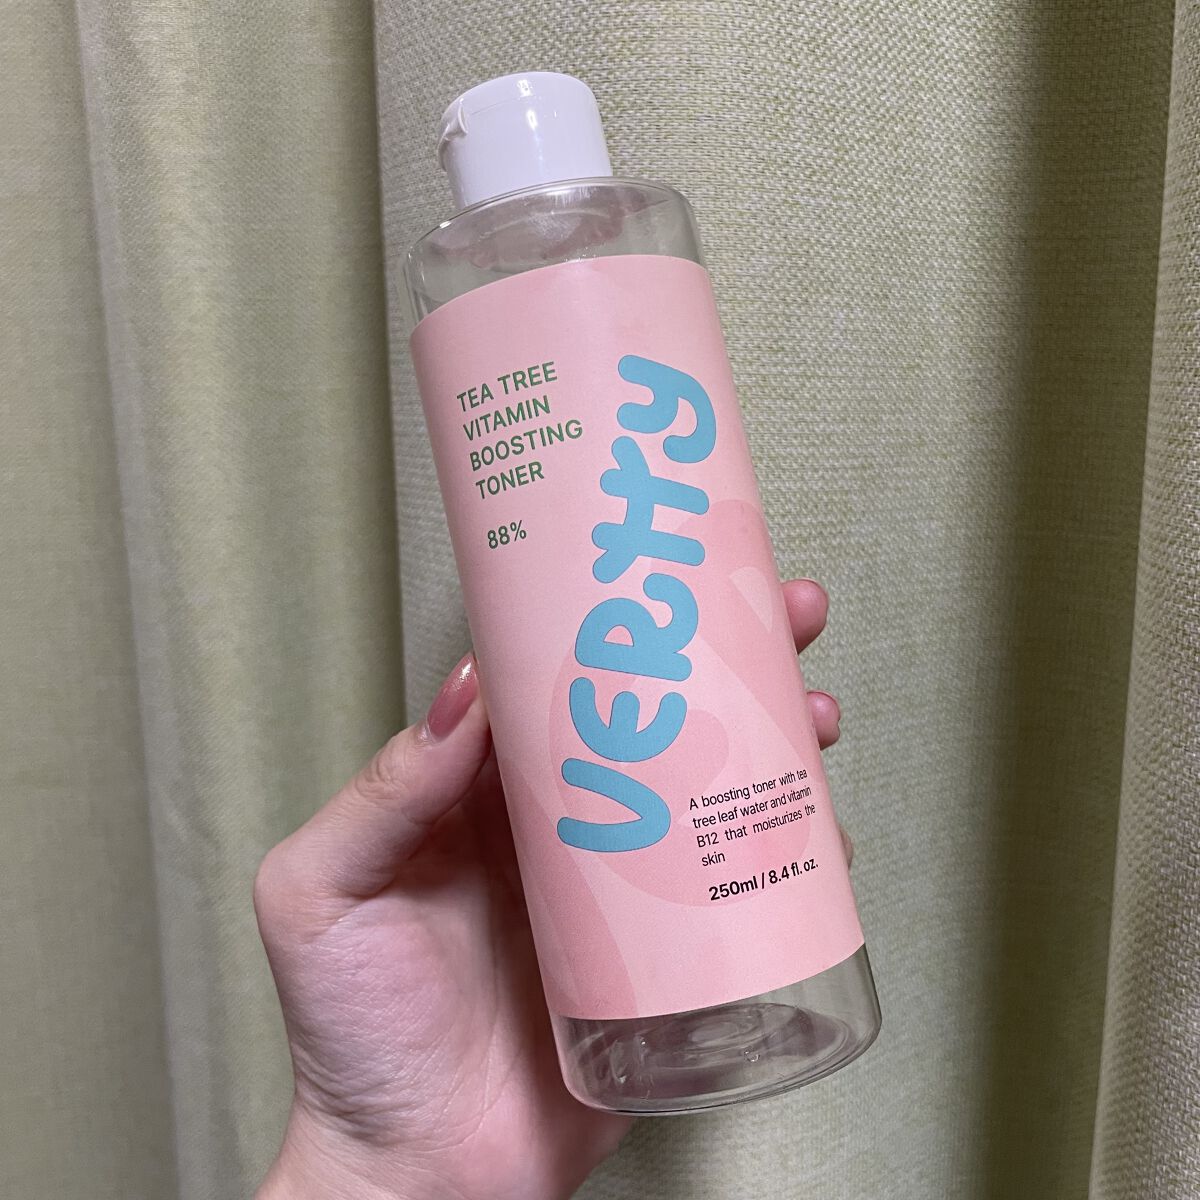 TEA TREE
VITAMIN
BOOSTING
TONER
88%
VERTTY
A boosting toner with tea
tree leaf water and vitamin
B12 that moisturizes the
skin
250ml / 8.4 fl. oz.